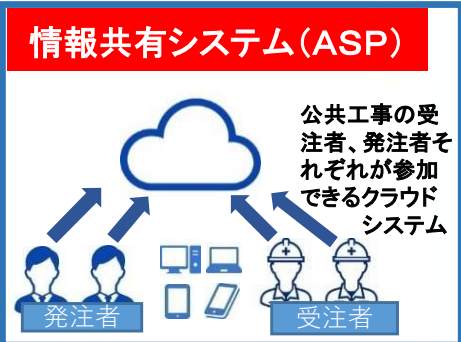 情報共有システム(ASP)
公共工事の受
注者、発注者そ
れぞれが参加
できるクラウド
システム
発注者
受注者